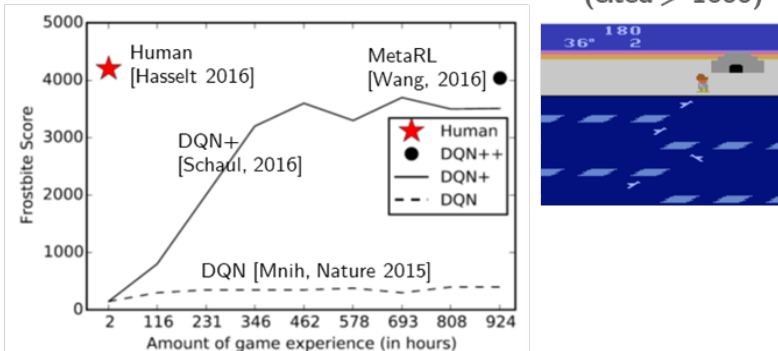 (cited > 1000)
5000
4000
3000
2000
1000
0
Frostbite Score
Human
[Hasselt 2016]
MetaRL
[Wang, 2016]
DQN+
[Schaul, 2016]
Human
DQN++
DQN+
DQN
DQN [Mnih, Nature 2015]
2 116 231 346 462 578 693 808 924
Amount of game experience (in hours)
180
36° 2